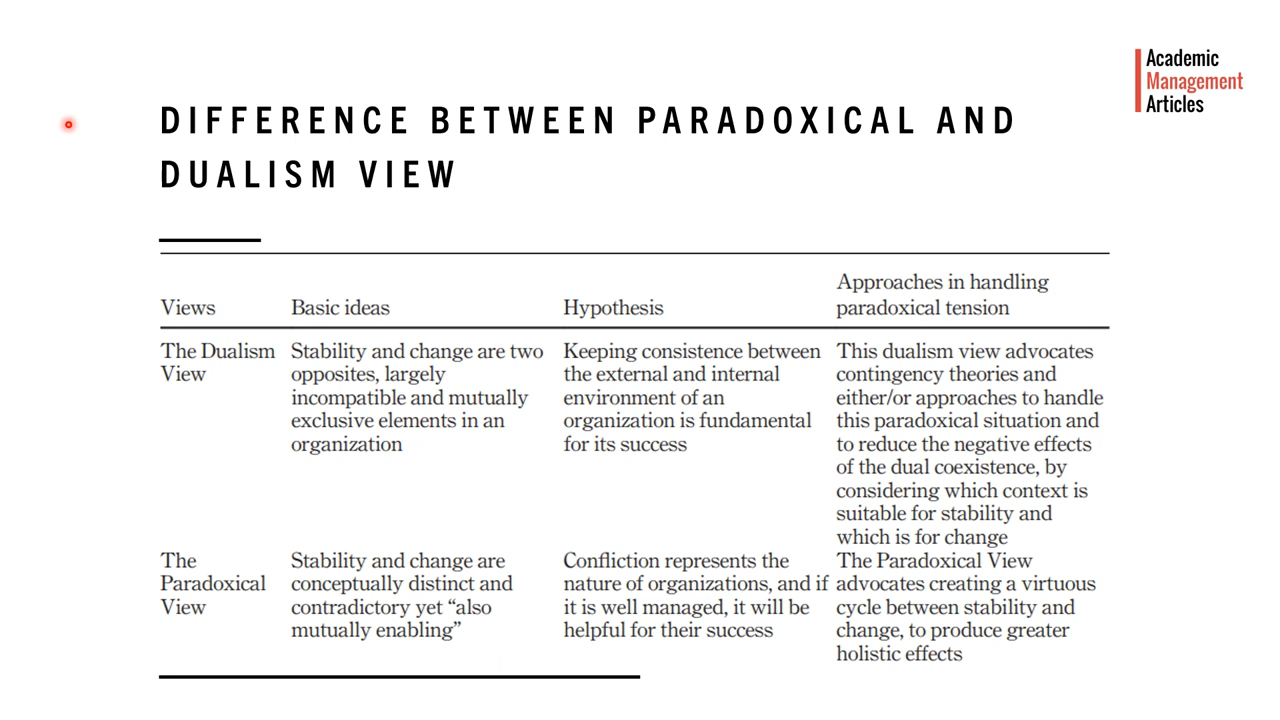 Academic
Management
Articles
DIFFERENCE BETWEEN PARADOXICAL AND
DUALISM VIEW
Approaches in handling
Views Basic ideas Hypothesis paradoxical tension
The Dualism Stability and change are two Keeping consistence between This dualism view advocates
View opposites, largely the external and internal contingency theories and
incompatible and mutually environment of an either/or approaches to handle
exclusive elements in an organization is fundamental this paradoxical situation and
organization for its success to reduce the negative effects
of the dual coexistence, by
considering which context is
suitable for stability and
which is for change
The Stability and change are Confliction represents the The Paradoxical View
Paradoxical conceptually distinct and nature of organizations, and if advocates creating a virtuous
View contradictory yet “also it is well managed, it will be cycle between stability and
mutually enabling” helpful for their success change, to produce greater
holistic effects